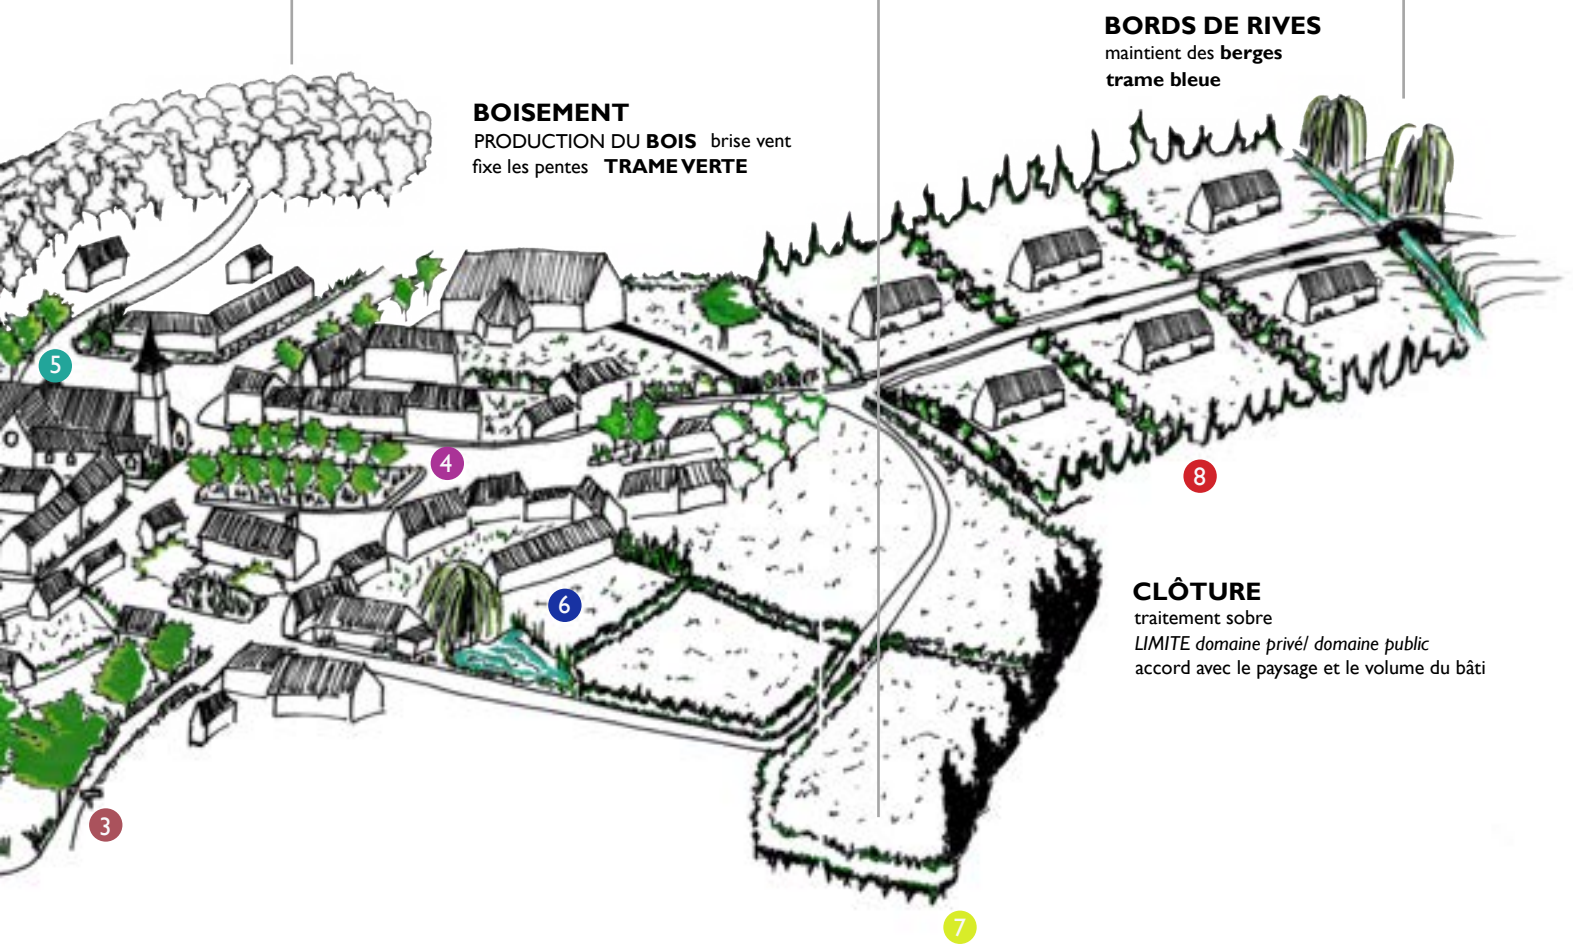 BORDS DE RIVES
maintient des berges
trame bleue
BOISEMENT
PRODUCTION DU BOIS brise vent
fixe les pentes TRAME VERTE
5
4
8
6
CLÔTURE
traitement sobre
LIMITE domaine privé/ domaine public
accord avec le paysage et le volume du bâti
3
7